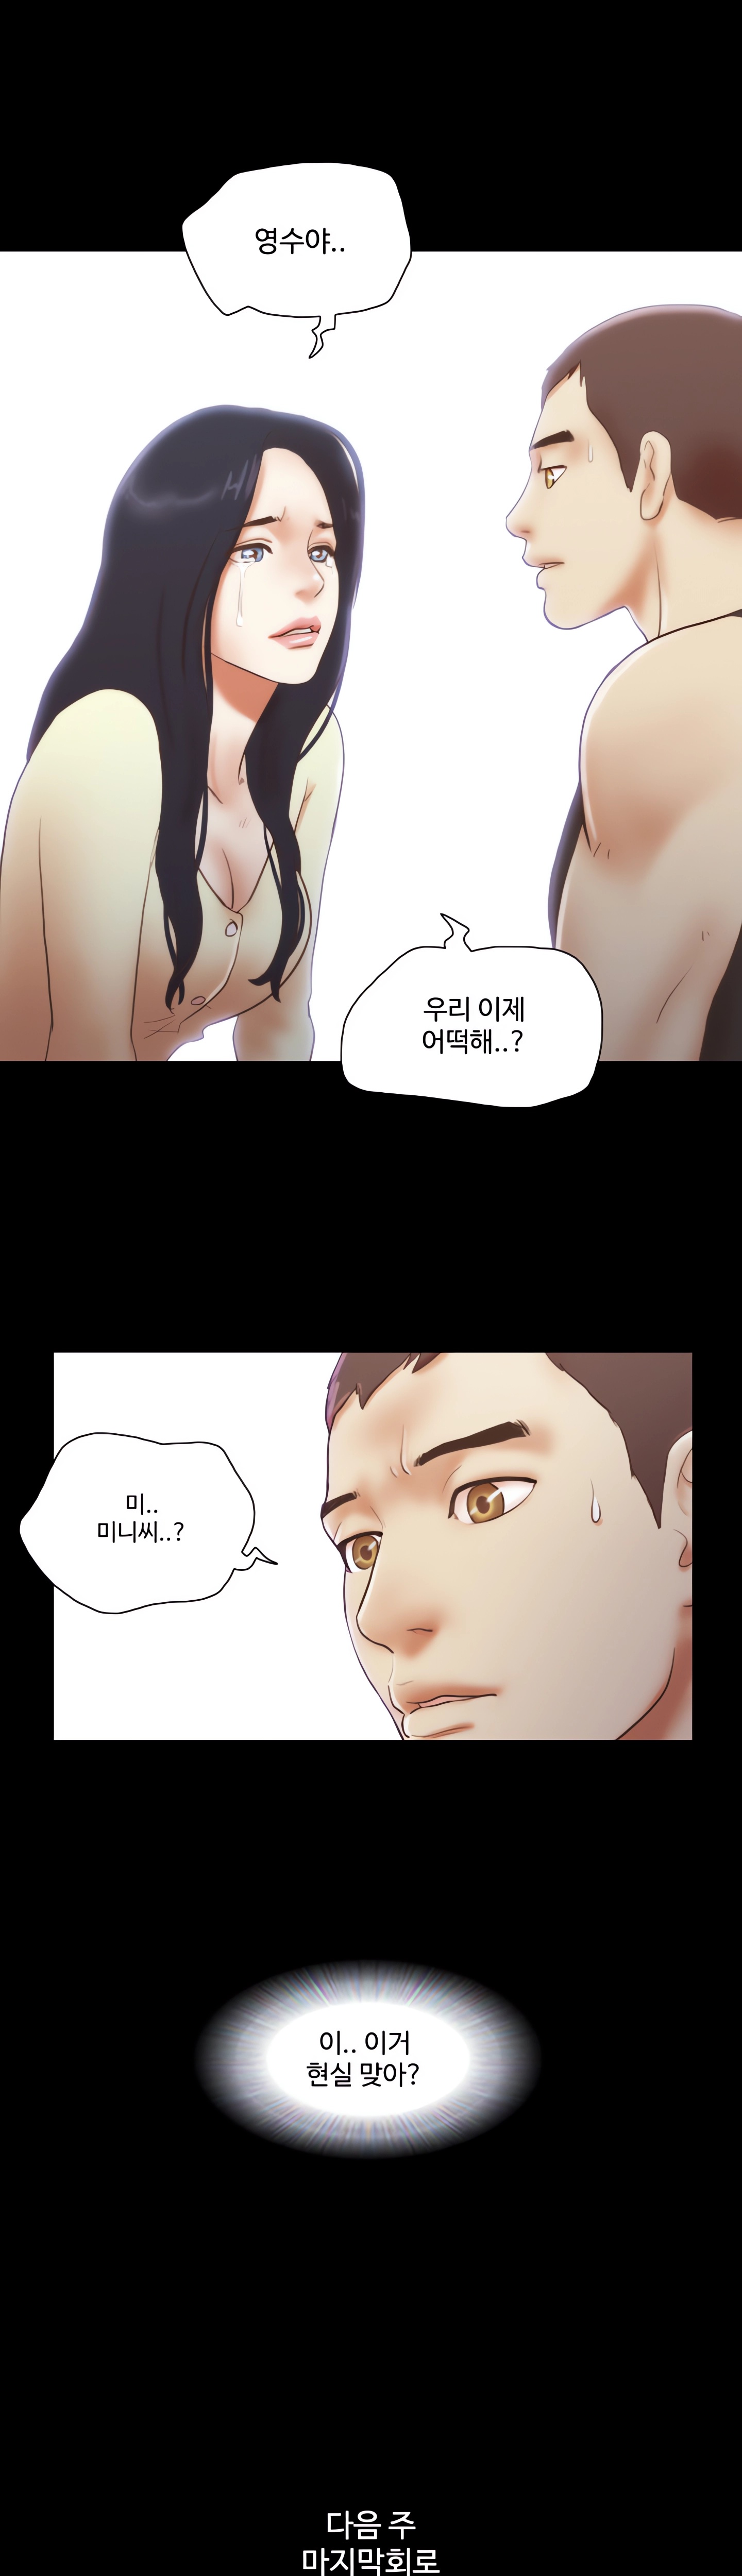 영수야..
우리 이제
어떡해..?
미..
미니씨..?
이.. 이거
현실 맞아?
다음 주
마지막회로